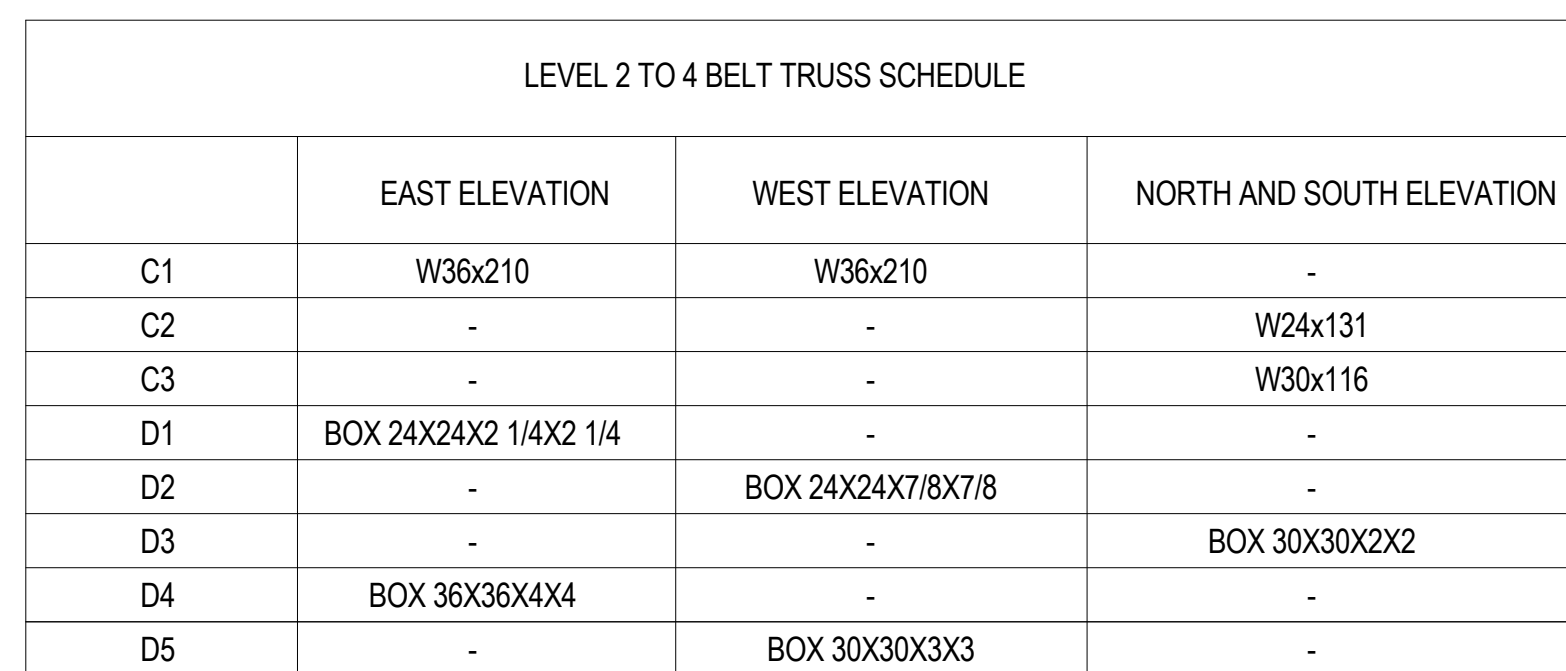 LEVEL 2 TO 4 BELT TRUSS SCHEDULE
EAST ELEVATION WEST ELEVATION NORTH AND SOUTH ELEVATION
C1 W36x210 W36x210 -
C2 - - W24x131
C3 - - W30x116
D1 BOX 24X24X2 1/4X2 1/4 - -
D2 - BOX 24X24X7/8X7/8 -
D3 - - BOX 30X30X2X2
D4 BOX 36X36X4X4 - -
D5 - BOX 30X30X3X3 -